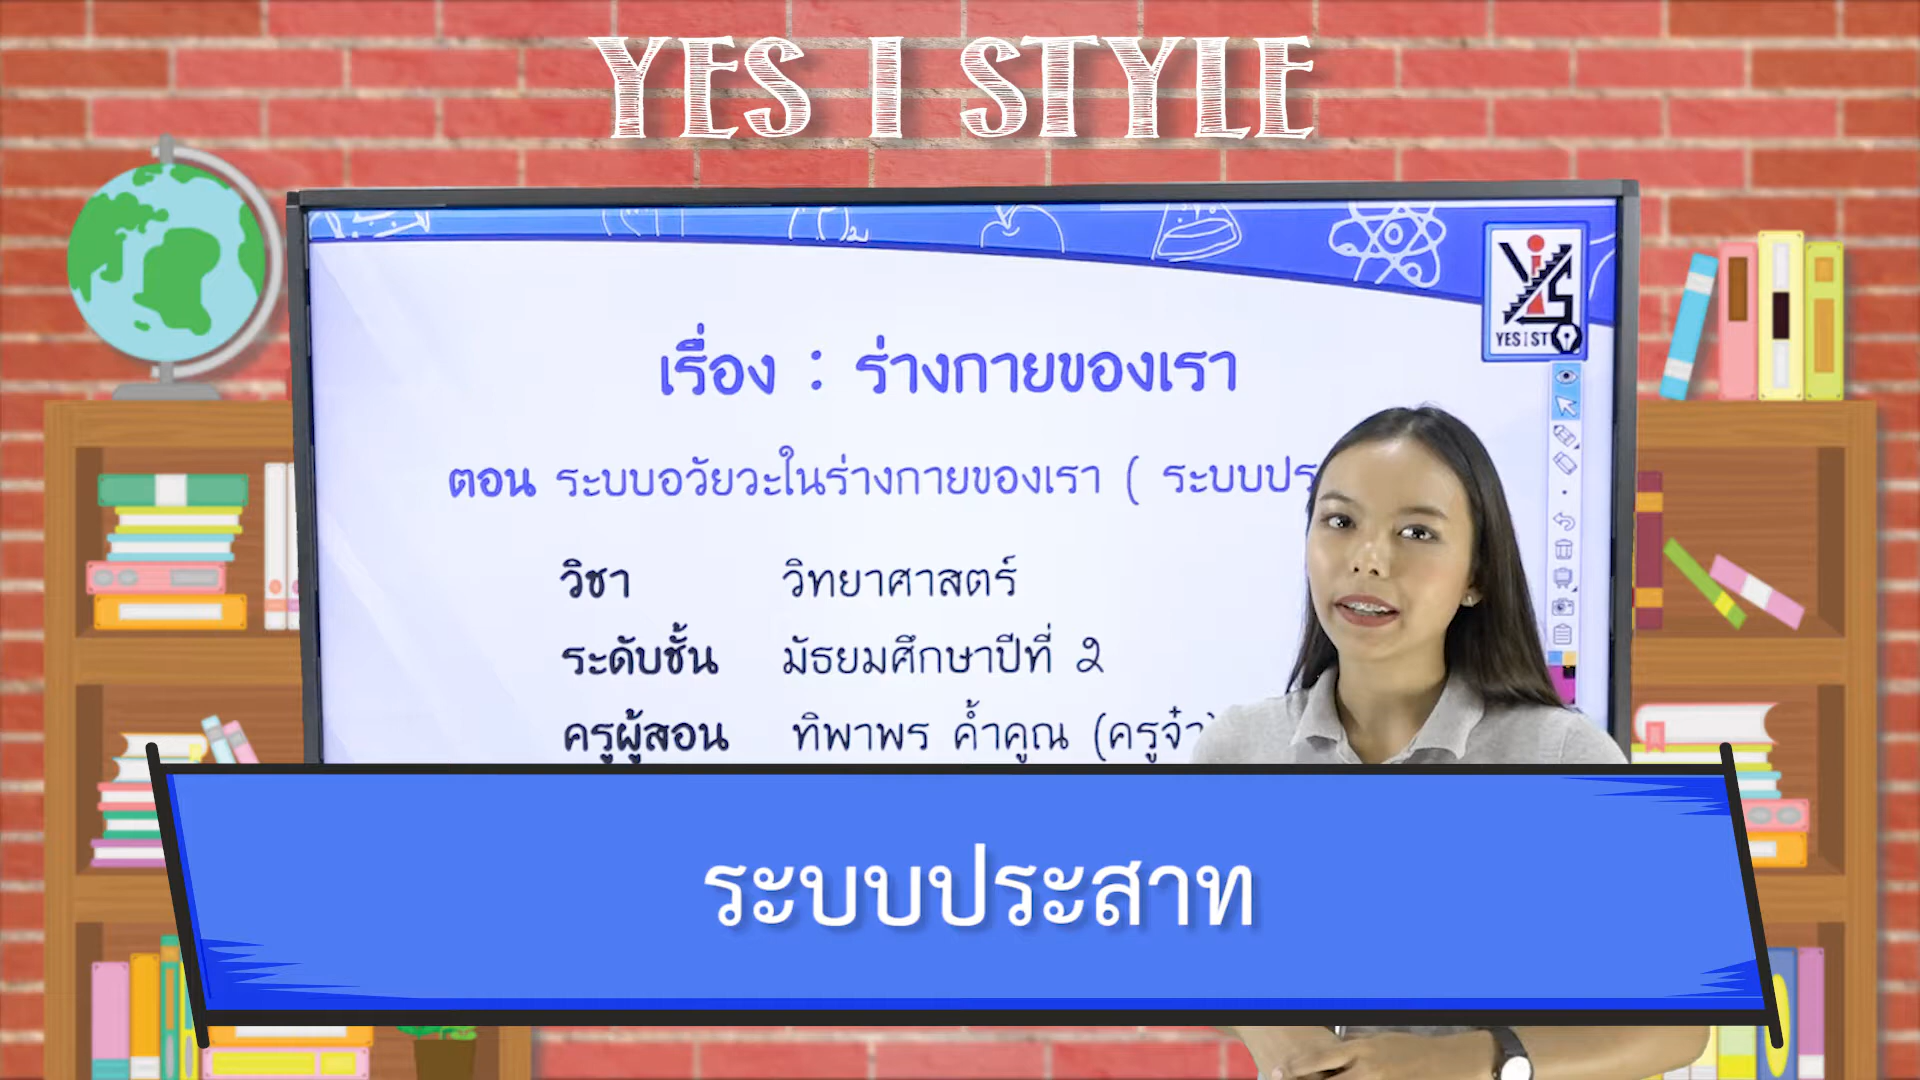 YES I STYLE
YES I ST
เรื่อง : ร่างกายของเรา
ตอน ระบบอวัยวะในร่างกายของเรา ( ระบบปร
วิชา วิทยาศาสตร์
ระดับชั้น มัธยมศึกษาปีที่ 2
ครูผู้สอน ทิพาพร ค้ำคูณ (ครูจ๋า)
ระบบประสาท